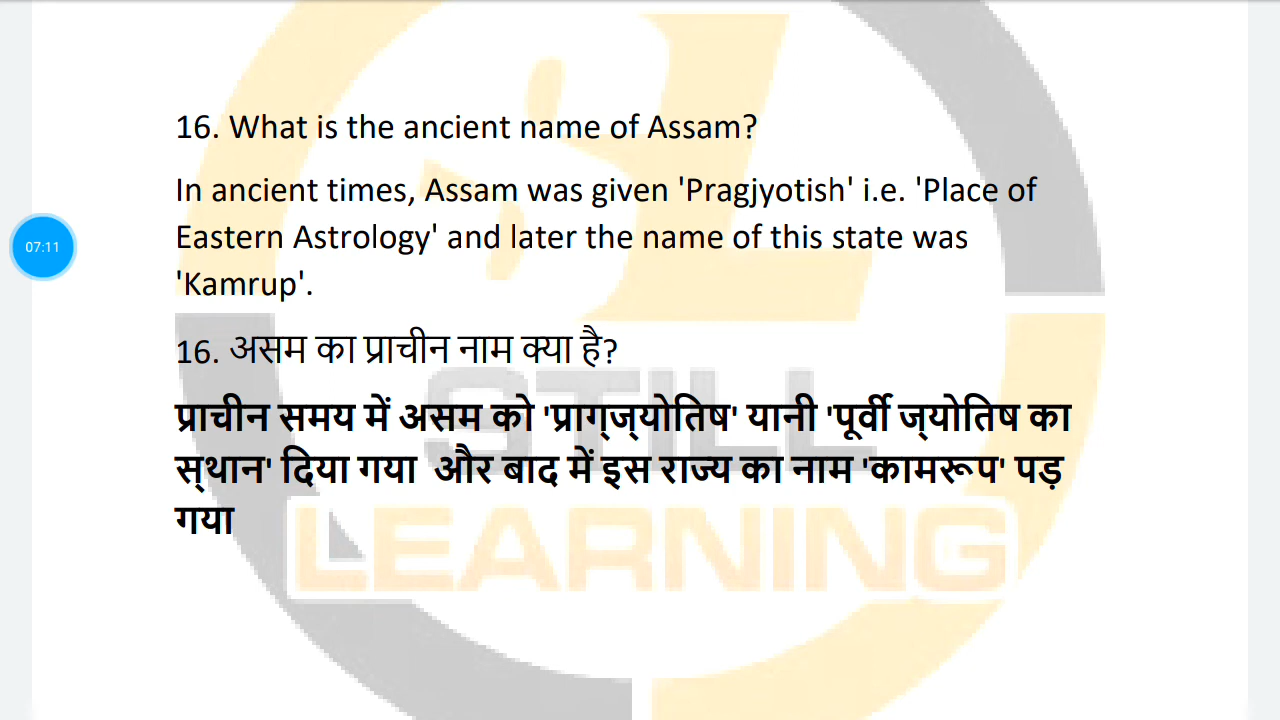 16. What is the ancient name of Assam?
In ancient times, Assam was given 'Pragjyotish' i.e. 'Place of
Eastern Astrology' and later the name of this state was
'Kamrup'.
07:11
16. असम का प्राचीन नाम क्या है?
प्राचीन समय में असम को 'प्राग्ज्योतिष' यानी 'पूर्वी ज्योतिष का
स्थान' दिया गया  और बाद में इस राज्य का नाम 'कामरूप' पड़
गया
SL
STILL
LEARNING